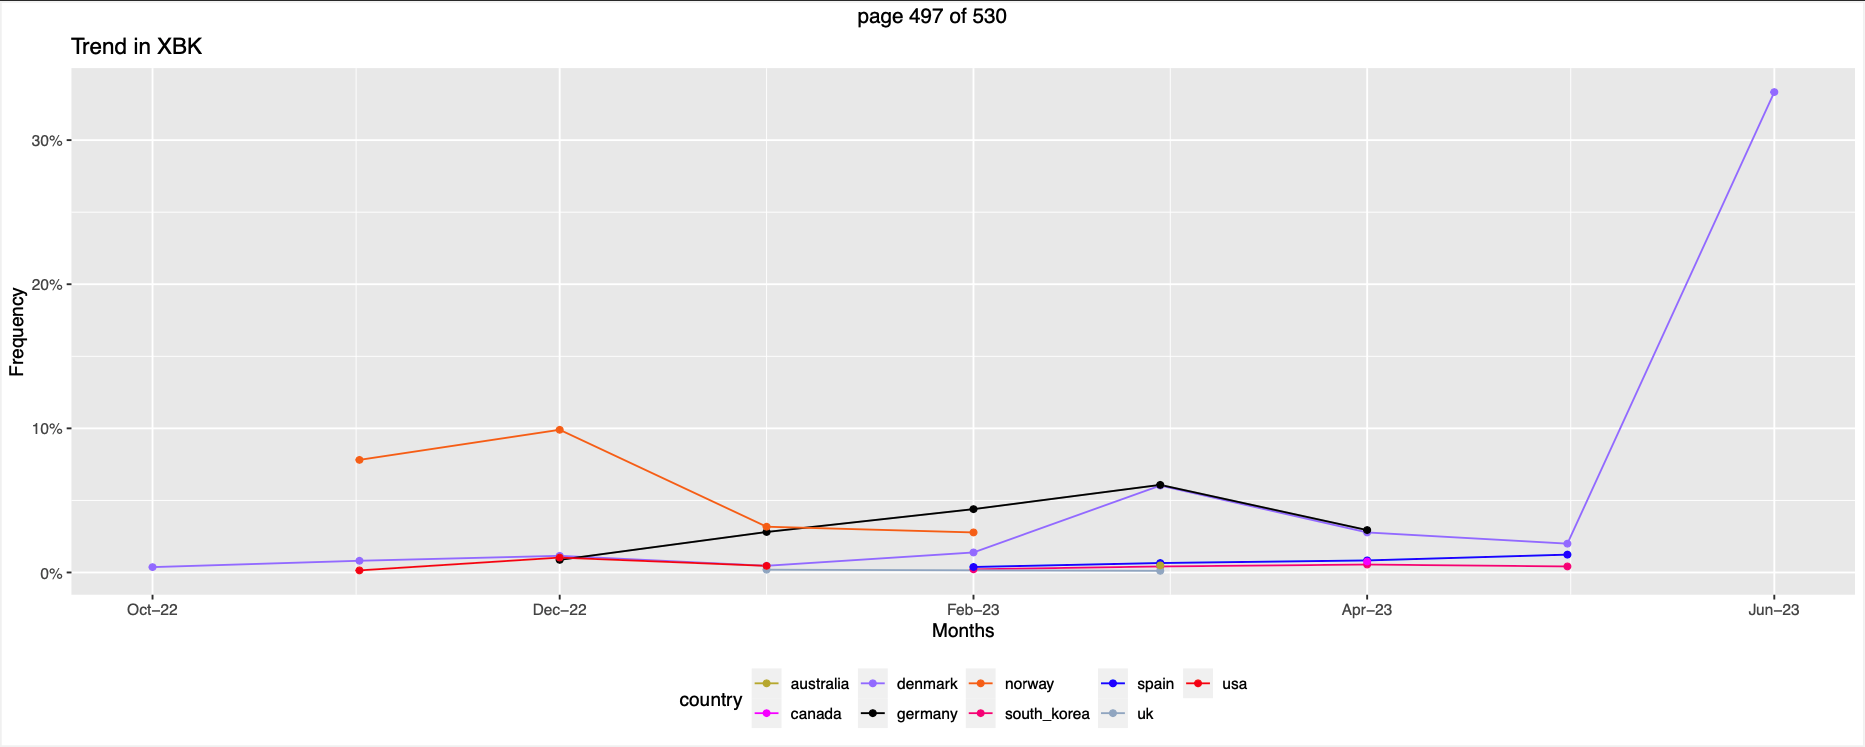 page 497 of 530
Trend in XBK
30%
20%
10%
0%
Frequency
Oct–22 Dec–22 Feb–23 Apr–23 Jun–23
Months
country
australia denmark norway spain usa
canada germany south_korea uk